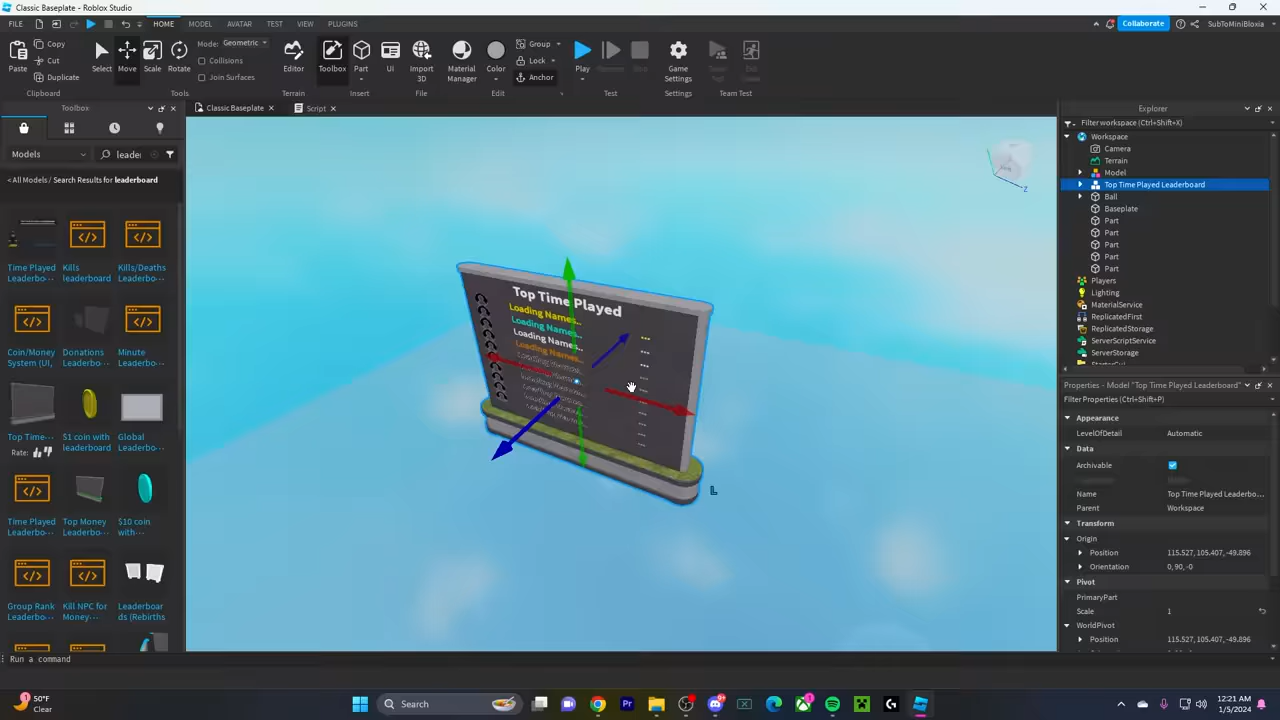 Classic Baseplate - Roblox Studio
FILE
HOME MODEL AVATAR TEST VIEW PLUGINS
Collaborate SubToMiniBloxia
Paste Copy Cut Duplicate
Select Move Scale Rotate
Mode: Geometric
Collisions
Join Surfaces
Editor Toolbox Part UI Import 3D
Material Manager Color
Group
Lock
Anchor
Play Game Settings
Clipboard Tools Terrain Insert File Edit Test Settings Team Test
Toolbox
Classic Baseplate Script
Models leade
< All Models / Search Results for leaderboard
Time Played Leaderbo... Kills leaderboard Kills/Deaths Leaderbo...
Coin/Money System (UI, Donations Leaderbo... Minute Leaderbo...
Top Time-... $1 coin with leaderboard Global Leaderbo...
Rate:
Time Played Leaderbo... Top Money Leaderbo... $10 coin with...
Group Rank Leaderbo... Kill NPC for Money-... Leaderboar ds (Rebirths
Top Time Played
Loading Names...
Loading Names...
Loading Names...
Loading Names...
Z
L
Explorer
Filter workspace (Ctrl+Shift+X)
Workspace
Camera
Terrain
Model
Top Time Played Leaderboard
Ball
Baseplate
Part
Part
Part
Part
Part
Players
Lighting
MaterialService
ReplicatedFirst
ReplicatedStorage
ServerScriptService
ServerStorage
Properties - Model "Top Time Played Leaderboard"
Filter Properties (Ctrl+Shift+P)
Appearance
LevelOfDetail Automatic
Data
Archivable
Name Top Time Played Leaderbo...
Parent Workspace
Transform
Origin
Position 115.527, 105.407, -49.896
Orientation 0, 90, -0
Pivot
PrimaryPart
Scale 1
WorldPivot
Position 115.527, 105.407, -49.896
Run a command
1
50°F
Clear
Search
12:21 AM
1/5/2024